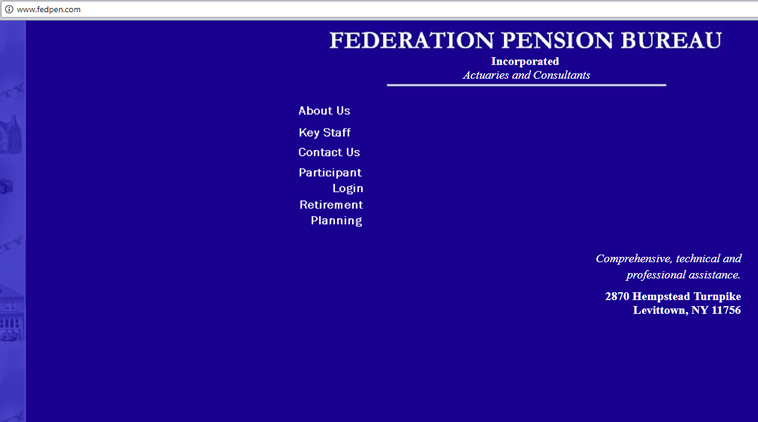 www.fedpen.com
FEDERATION PENSION BUREAU
Incorporated
Actuaries and Consultants
About Us
Key Staff
Contact Us
Participant
Login
Retirement
Planning
Comprehensive, technical and
professional assistance.
2870 Hempstead Turnpike
Levittown, NY 11756